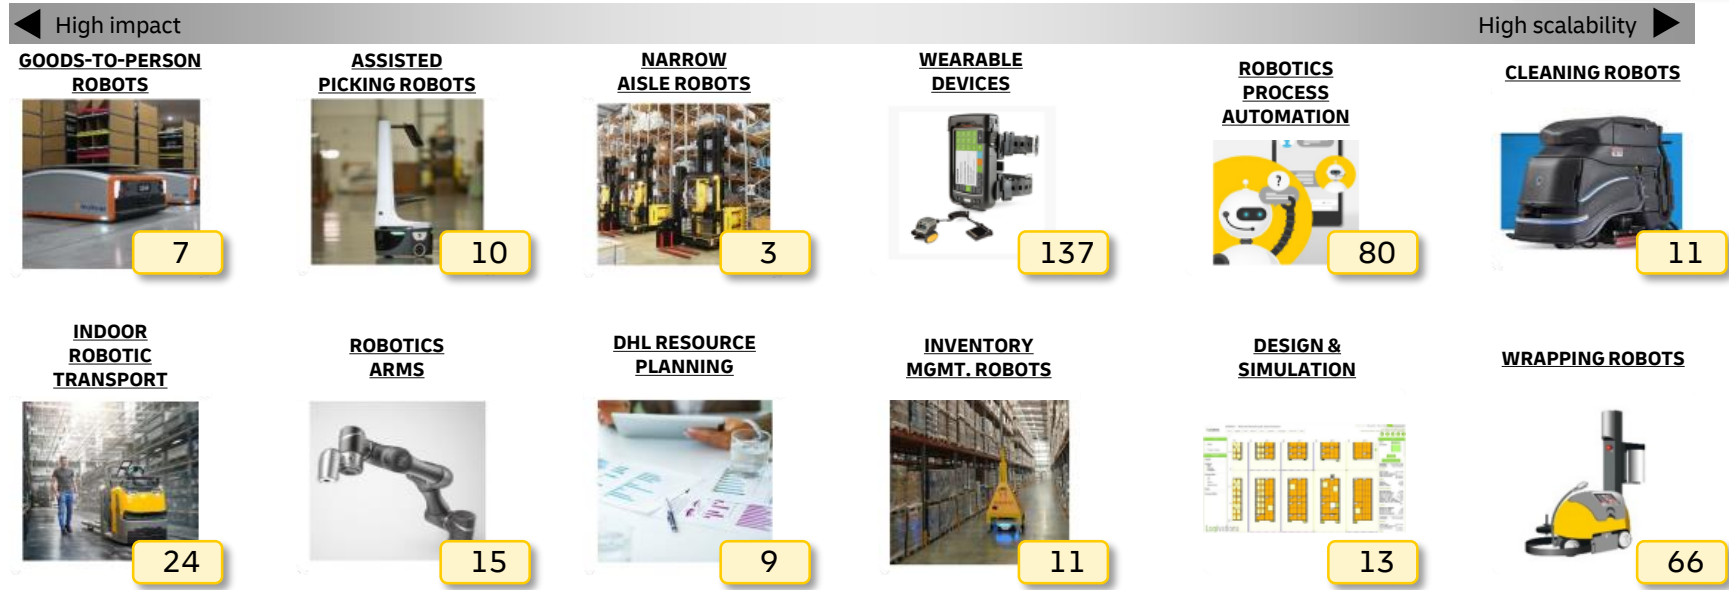 High impact
High scalability
GOODS-TO-PERSON
ROBOTS
ASSISTED
PICKING ROBOTS
NARROW
AISLE ROBOTS
WEARABLE
DEVICES
ROBOTICS
PROCESS
AUTOMATION
CLEANING ROBOTS
?
7
10
3
137
80
11
INDOOR
ROBOTIC
TRANSPORT
ROBOTICS
ARMS
DHL RESOURCE
PLANNING
INVENTORY
MGMT. ROBOTS
DESIGN &
SIMULATION
WRAPPING ROBOTS
24
15
9
11
13
66